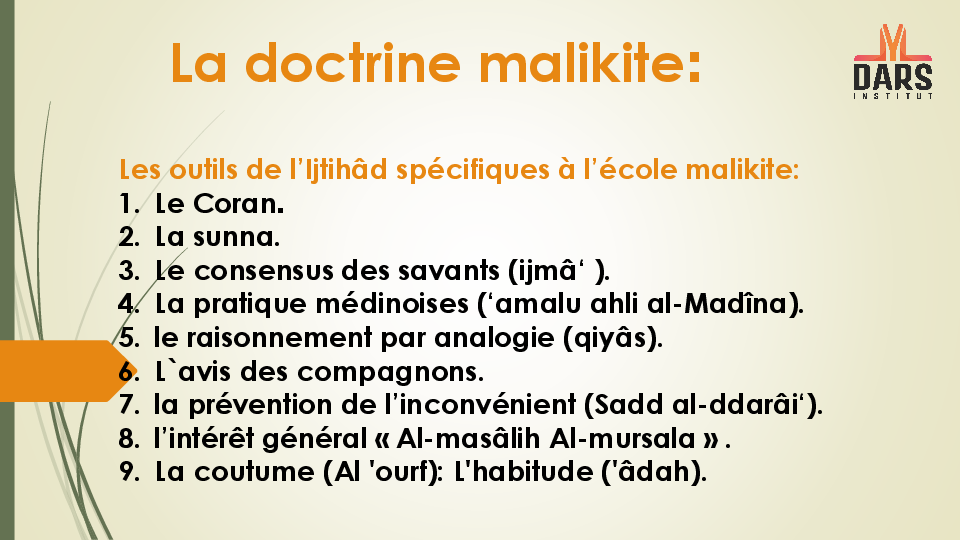 La doctrine malikite:
DARS
INSTITUT
Les outils de l’Ijtihâd spécifiques à l’école malikite:
1. Le Coran.
2. La sunna.
3. Le consensus des savants (ijmâ‘ ).
4. La pratique médinoises (‘amalu ahli al-Madîna).
5. le raisonnement par analogie (qiyâs).
6. L`avis des compagnons.
7. la prévention de l’inconvénient (Sadd al-ddarâi‘).
8. l’intérêt général « Al-masâlih Al-mursala » .
9. La coutume (Al 'ourf): L'habitude ('âdah).